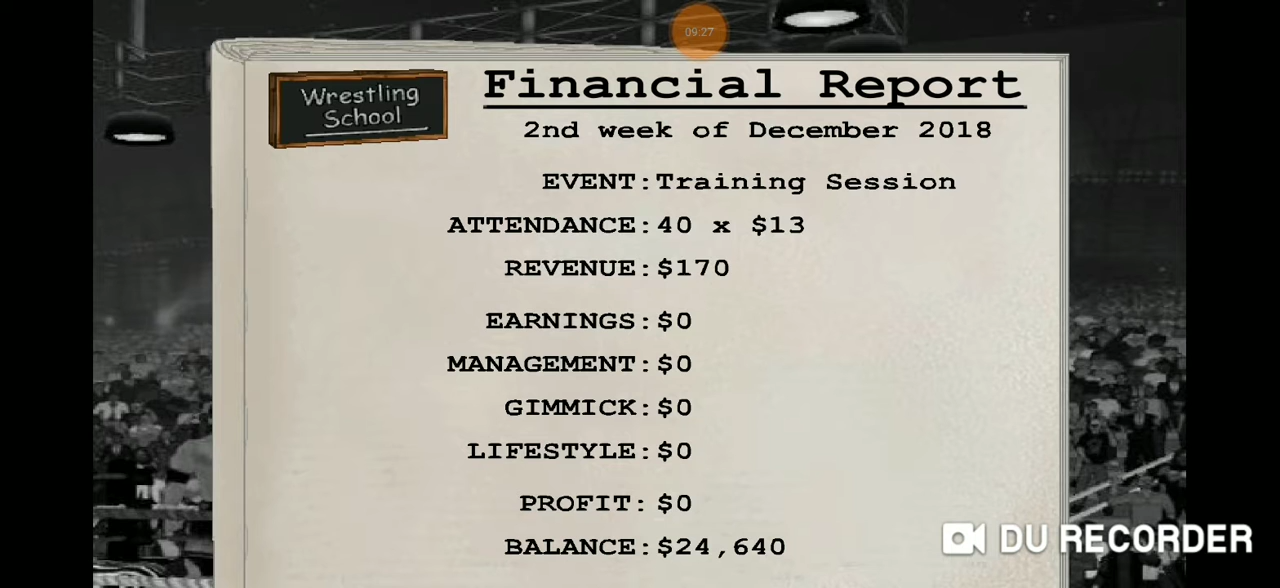 09:27
Wrestling
School
Financial Report
2nd week of December 2018
EVENT:Training Session
ATTENDANCE:40 x $13
REVENUE:$170
EARNINGS:$0
MANAGEMENT:$0
GIMMICK:$0
LIFESTYLE:$0
PROFIT:$0
BALANCE:$24,640
DU RECORDER